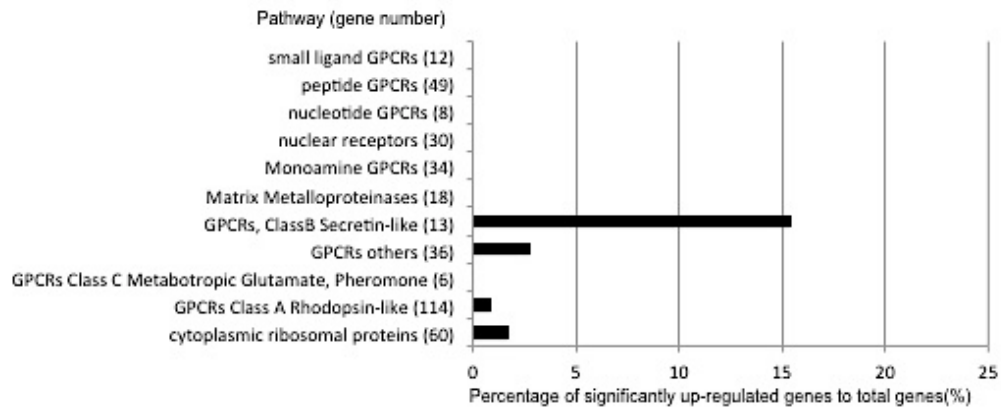 Pathway (gene number)
small ligand GPCRs (12)
peptide GPCRs (49)
nucleotide GPCRs (8)
nuclear receptors (30)
Monoamine GPCRs (34)
Matrix Metalloproteinases (18)
GPCRs, ClassB Secretin-like (13)
GPCRs others (36)
GPCRs Class C Metabotropic Glutamate, Pheromone (6)
GPCRs Class A Rhodopsin-like (114)
cytoplasmic ribosomal proteins (60)
0 5 10 15 20 25
Percentage of significantly up-regulated genes to total genes(%)